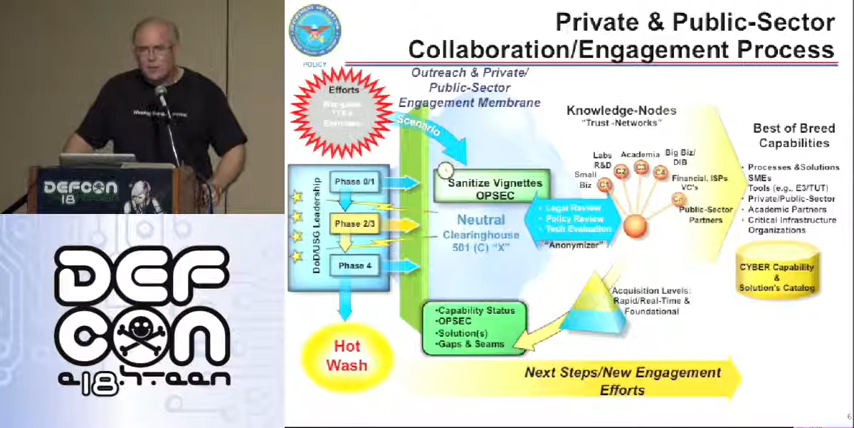 DEFCON
18
DEF
CON
e18hteen
POLICY
Private & Public-Sector
Collaboration/Engagement Process
Outreach & Private/
Public-Sector
Engagement Membrane
Efforts
Scenario
DoD/USG Leadership
Phase 0/1
Phase 2/3
Phase 4
Hot
Wash
Sanitize Vignettes
OPSEC
Neutral
Clearinghouse
501 (C) “X”
• Legal Review
• Policy Review
• Tech Evaluation
“Anonymizer”
•Capability Status
•OPSEC
•Solution(s)
•Gaps & Seams
Knowledge-Nodes
“Trust -Networks”
Small
Biz
Labs
R&D
Academia
Big Biz/
DIB
Financial, ISPs
VC's
Public-Sector
Partners
Acquisition Levels:
Rapid/Real-Time &
Foundational
Best of Breed
Capabilities
• Processes &Solutions
SMEs
Tools (e.g., E3/TUT)
• Private/Public-Sector
• Academic Partners
• Critical Infrastructure
Organizations
CYBER Capability
&
Solution's Catalog
Next Steps/New Engagement
Efforts
6